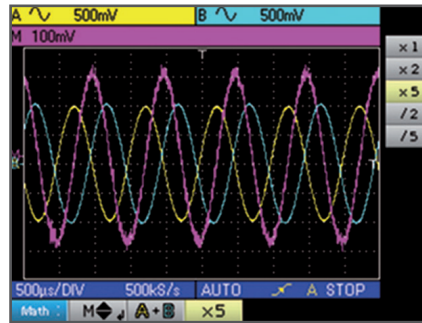 A 500mV B 500mV
M 100mV
T
×1
×2
×5
/2
/5
T
500µs/DIV 500kS/s AUTO A STOP
Math : M A+B ×5